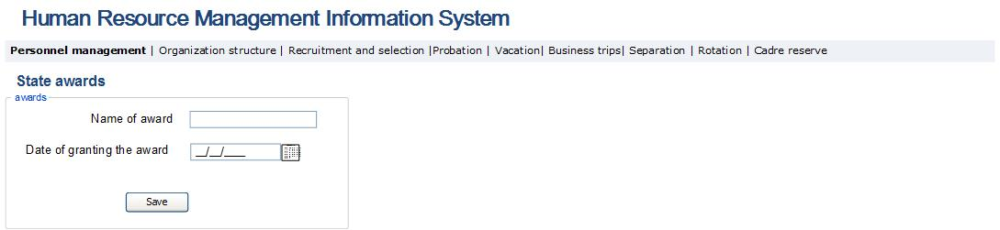 Human Resource Management Information System
Personnel management | Organization structure | Recruitment and selection |Probation | Vacation| Business trips| Separation | Rotation | Cadre reserve
State awards
awards
Name of award
Date of granting the award __/__/____
Save